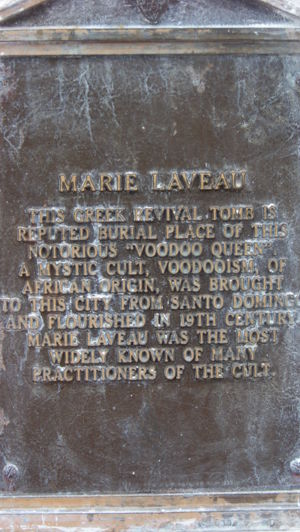 MARIE LAVEAU
THIS GREEK REVIVAL TOMB IS
REPUTED BURIAL PLACE OF THIS
NOTORIOUS "VOODOO QUEEN".
A MYSTIC CULT, VOODOOISM, OF
AFRICAN ORIGIN, WAS BROUGHT
TO THIS CITY FROM SANTO DOMINGO
AND FLOURISHED IN 19TH CENTURY.
MARIE LAVEAU WAS THE MOST
WIDELY KNOWN OF MANY
PRACTITIONERS OF THE CULT.